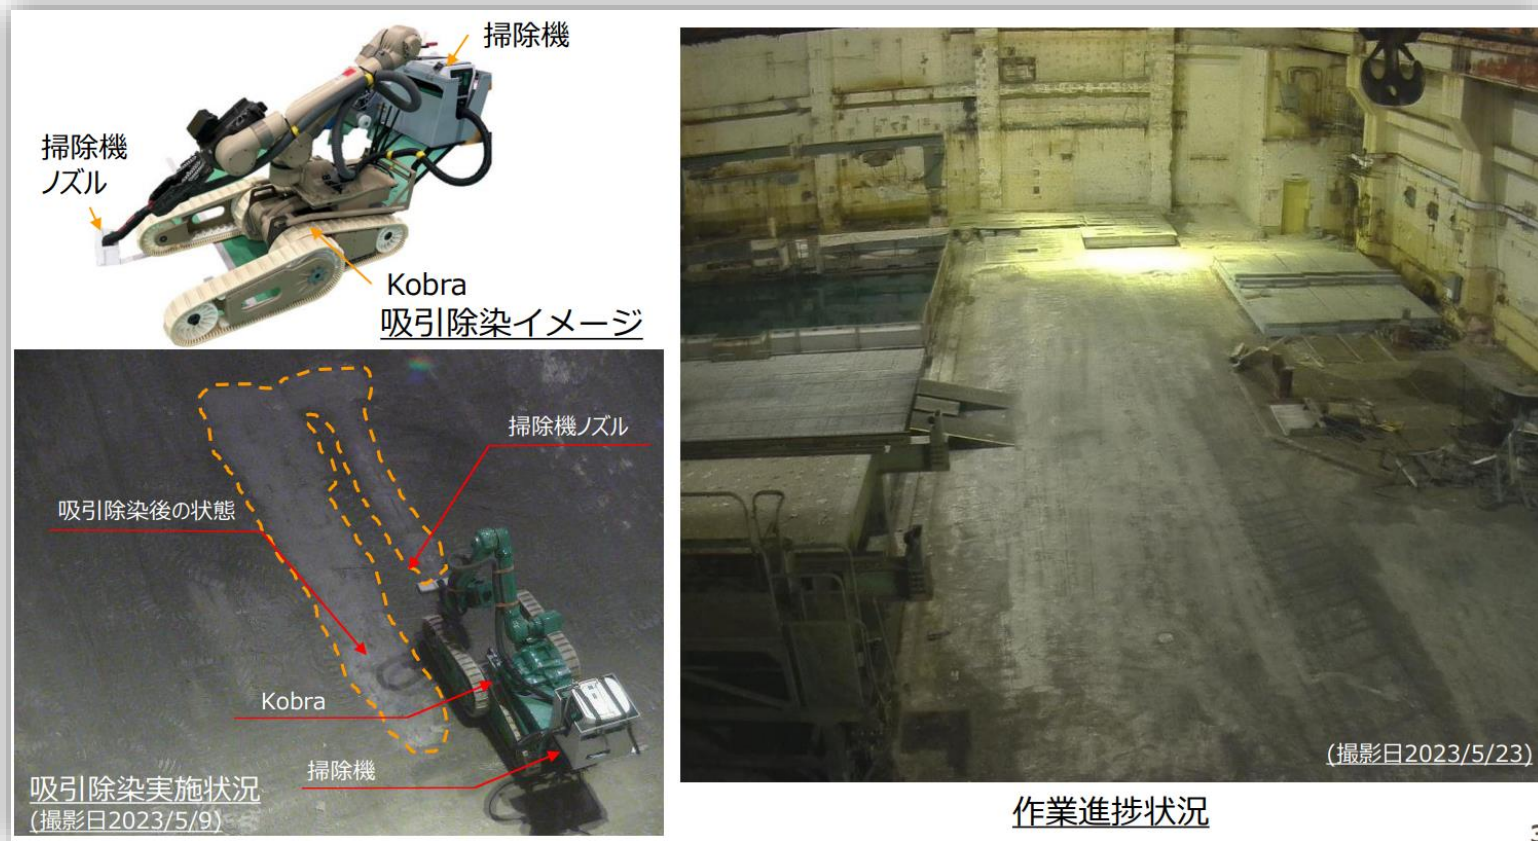 掃除機
掃除機
ノズル
Kobra
吸引除染イメージ
掃除機ノズル
吸引除染後の状態
Kobra
掃除機
吸引除染実施状況
(撮影日2023/5/9)
(撮影日2023/5/23)
作業進捗状況